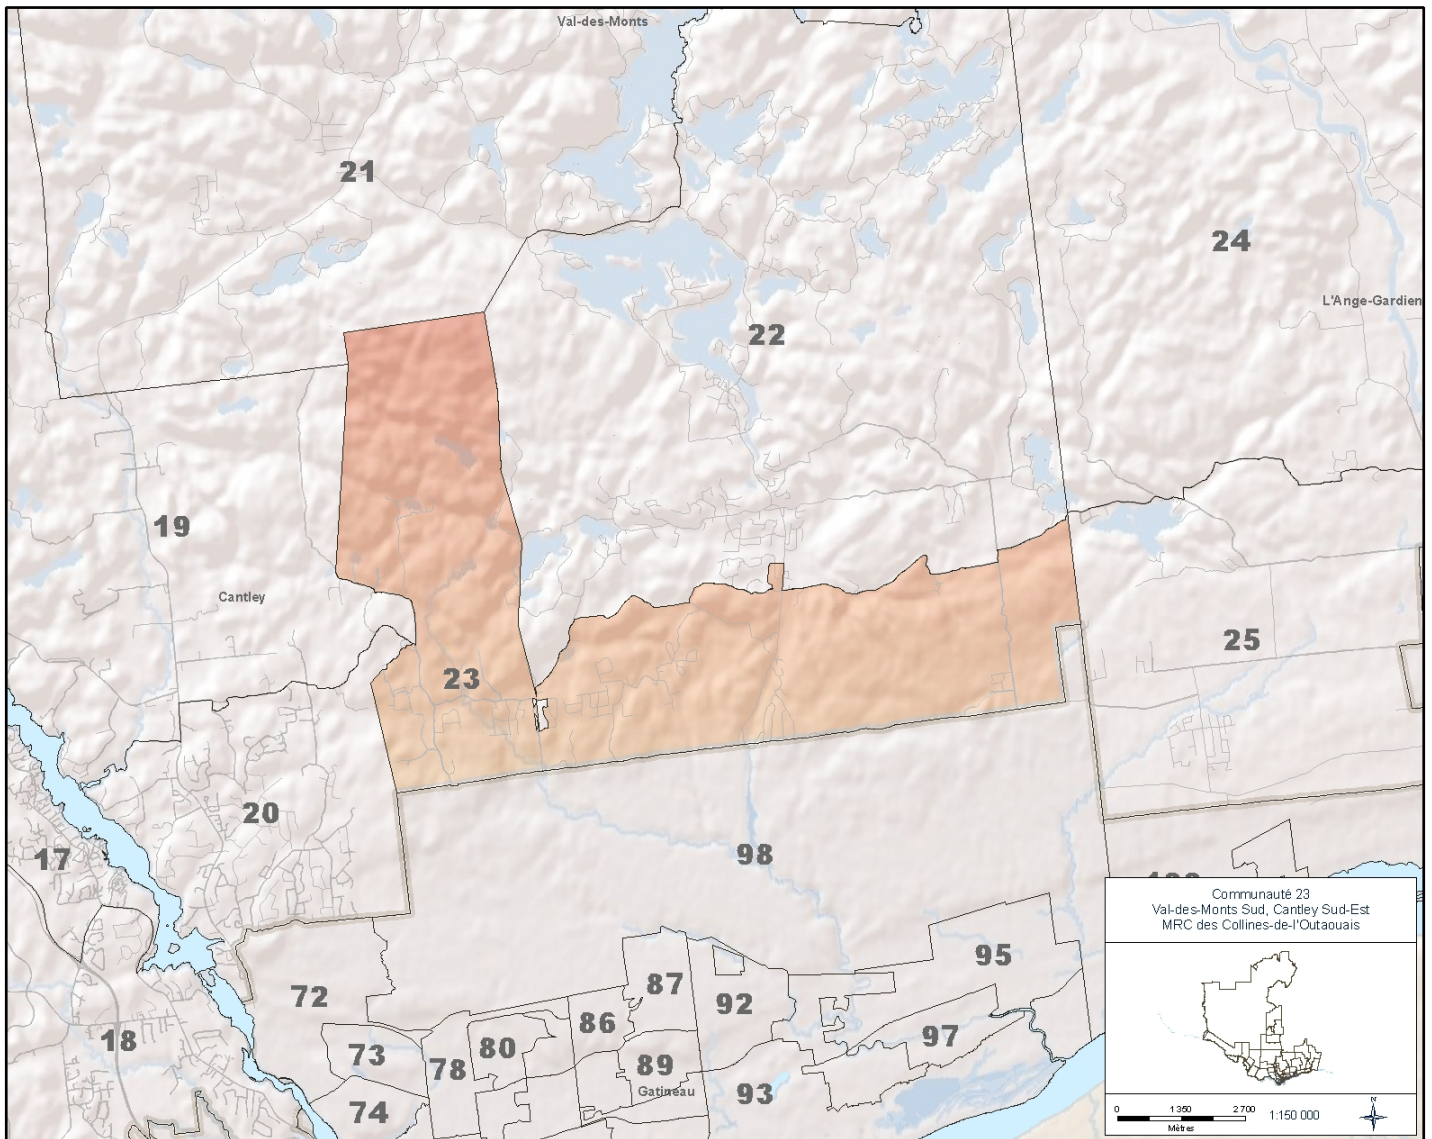 Val-des-Monts
21
24
L'Ange-Gardien
22
19
Cantley
25
23
20
17
98
Communauté 23
Val-des-Monts Sud, Cantley Sud-Est
MRC des Collines-de-l'Outaouais
95
87
72
92
86
97
18
80
73
89
78
Gatineau
93
74
N
0 1 350 2 700
Mètres
1:150 000